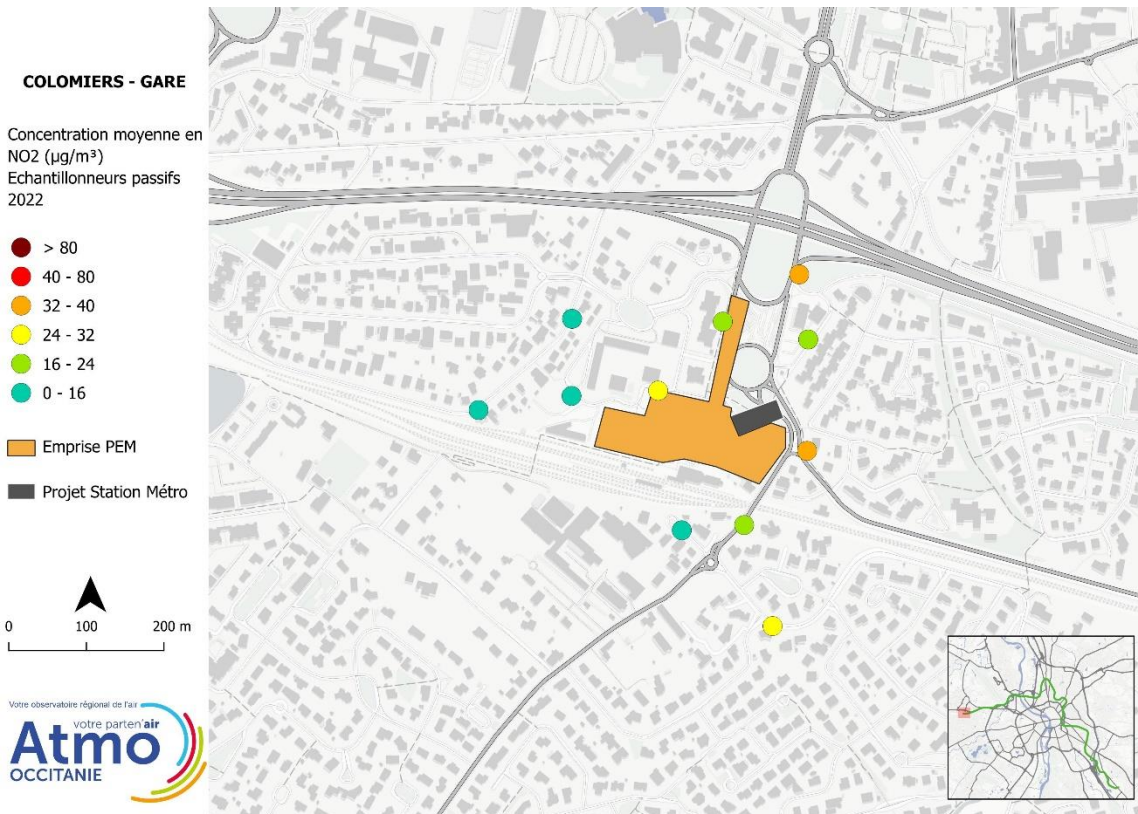 COLOMIERS - GARE
Concentration moyenne en
NO2 (µg/m³)
Echantillonneurs passifs
2022
> 80
40 - 80
32 - 40
24 - 32
16 - 24
0 - 16
Emprise PEM
Projet Station Métro
0 100 200 m
Votre observatoire régional de l'air
votre parten'air
Atmo
OCCITANIE